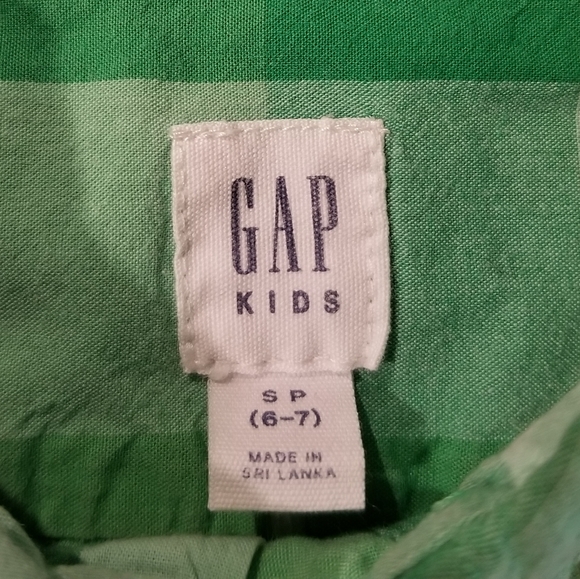 GAP
KIDS
S P
(6-7)
MADE IN
SRI LANKA